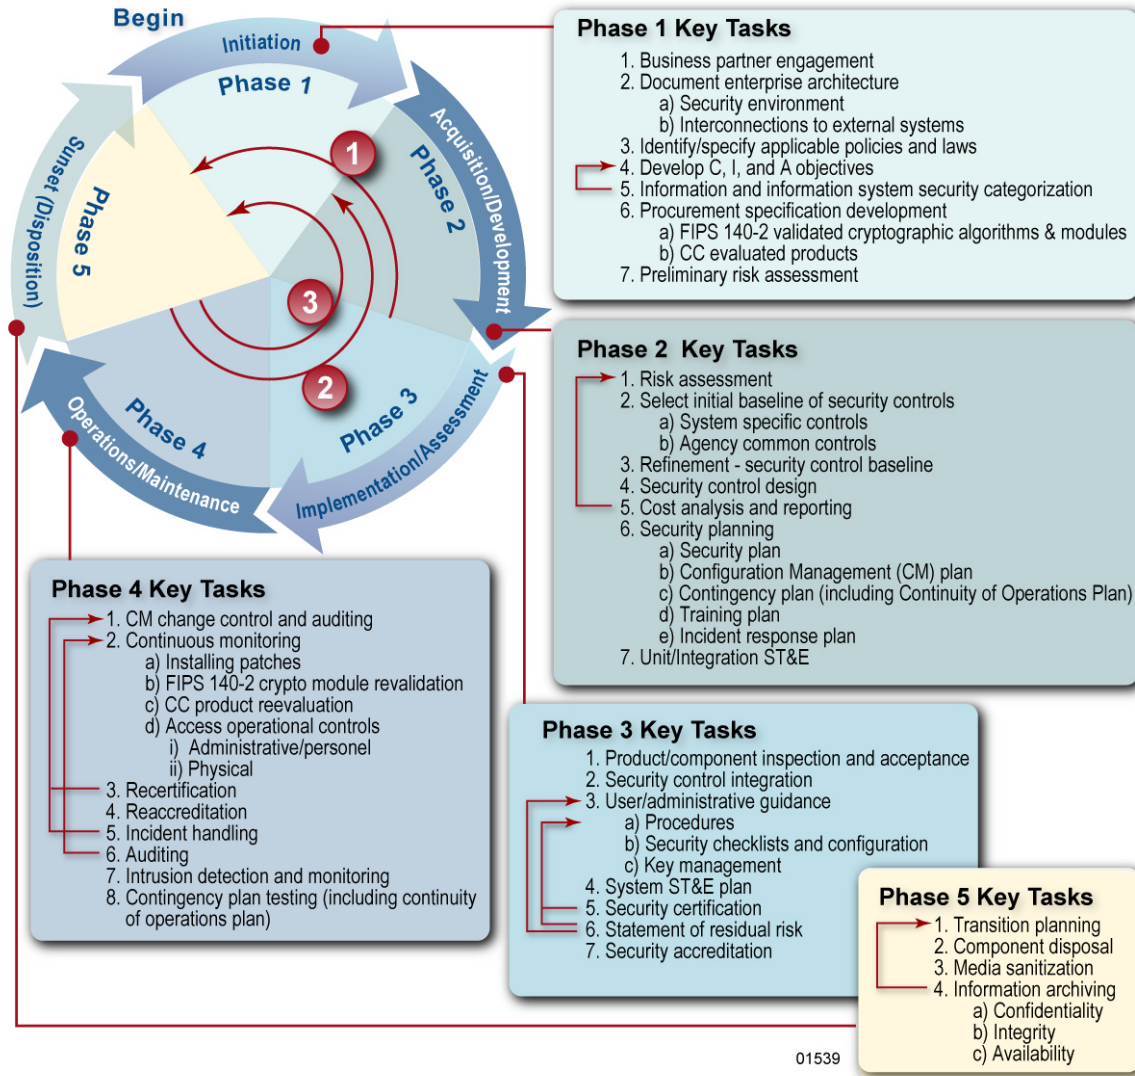 Begin
Initiation
Phase 1
Acquisition/Development
Phase 2
Implementation/Assessment
Phase 3
Operations/Maintenance
Phase 4
Sunset (Disposition)
Phase 5
1
2
3
Phase 1 Key Tasks
1. Business partner engagement
2. Document enterprise architecture
a) Security environment
b) Interconnections to external systems
3. Identify/specify applicable policies and laws
4. Develop C, I, and A objectives
5. Information and information system security categorization
6. Procurement specification development
a) FIPS 140-2 validated cryptographic algorithms & modules
b) CC evaluated products
7. Preliminary risk assessment
Phase 2 Key Tasks
1. Risk assessment
2. Select initial baseline of security controls
a) System specific controls
b) Agency common controls
3. Refinement - security control baseline
4. Security control design
5. Cost analysis and reporting
6. Security planning
a) Security plan
b) Configuration Management (CM) plan
c) Contingency plan (including Continuity of Operations Plan)
d) Training plan
e) Incident response plan
7. Unit/Integration ST&E
Phase 4 Key Tasks
1. CM change control and auditing
2. Continuous monitoring
a) Installing patches
b) FIPS 140-2 crypto module revalidation
c) CC product reevaluation
d) Access operational controls
i) Administrative/personel
ii) Physical
3. Recertification
4. Reaccreditation
5. Incident handling
6. Auditing
7. Intrusion detection and monitoring
8. Contingency plan testing (including continuity
of operations plan)
Phase 3 Key Tasks
1. Product/component inspection and acceptance
2. Security control integration
3. User/administrative guidance
a) Procedures
b) Security checklists and configuration
c) Key management
4. System ST&E plan
5. Security certification
6. Statement of residual risk
7. Security accreditation
Phase 5 Key Tasks
1. Transition planning
2. Component disposal
3. Media sanitization
4. Information archiving
a) Confidentiality
b) Integrity
c) Availability
01539